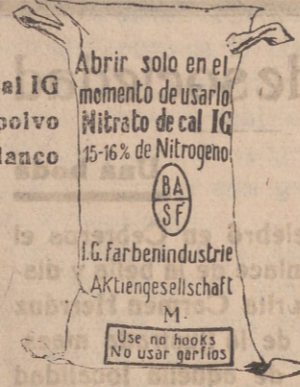 Abrir solo en el
momento de usarlo
Nitrato de cal IG
15-16% de Nitrogeno
BA
SF
I.G. Farbenindustrie
Aktiengesellschaft
M.
Use no hooks
No usar garfios
al IG
polvo
lanco